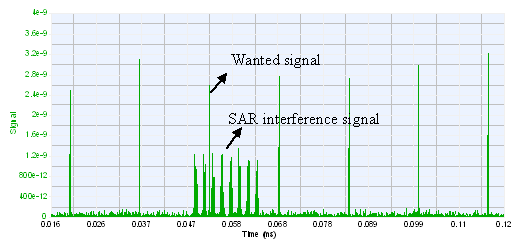 4e-9
3.6e-9
3.2e-9
2.8e-9
2.4e-9
2e-9
1.6e-9
1.2e-9
800e-12
400e-12
0
Signal
Wanted signal
SAR interference signal
0.016 0.026 0.037 0.047 0.057 0.068 0.078 0.089 0.099 0.11 0.12
Time (ns)